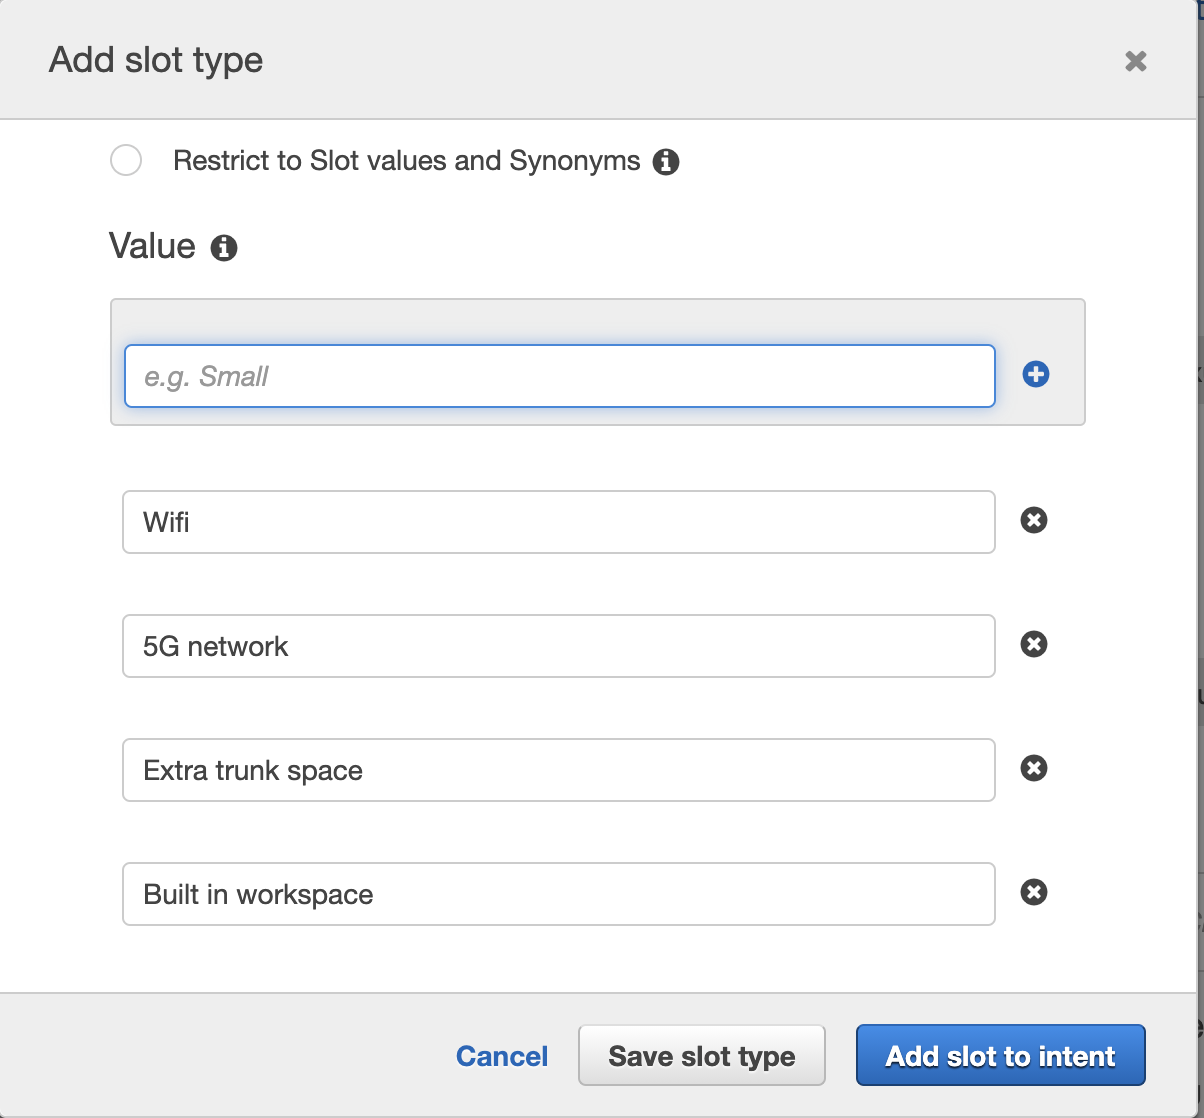 Add slot type
Restrict to Slot values and Synonyms
Value
e.g. Small
Wifi
5G network
Extra trunk space
Built in workspace
Cancel
Save slot type
Add slot to intent